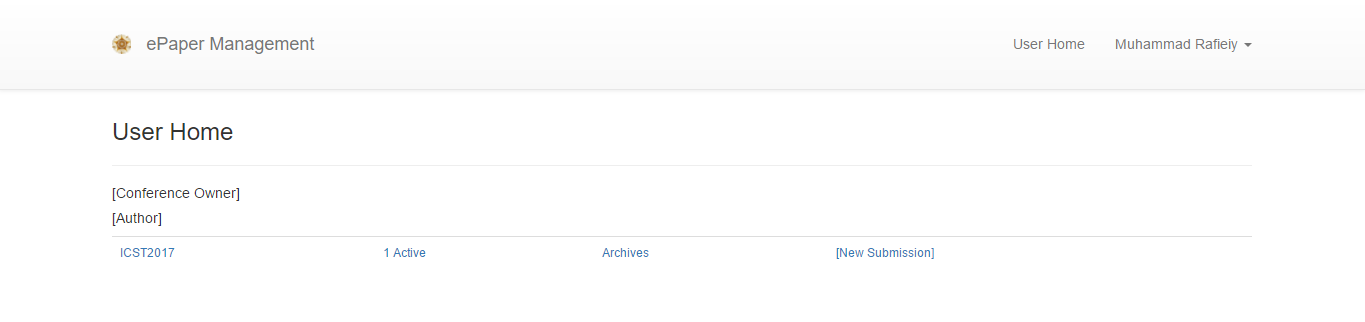 ePaper Management User Home Muhammad Rafieiy
User Home
[Conference Owner]
[Author]
ICST2017 1 Active Archives [New Submission]